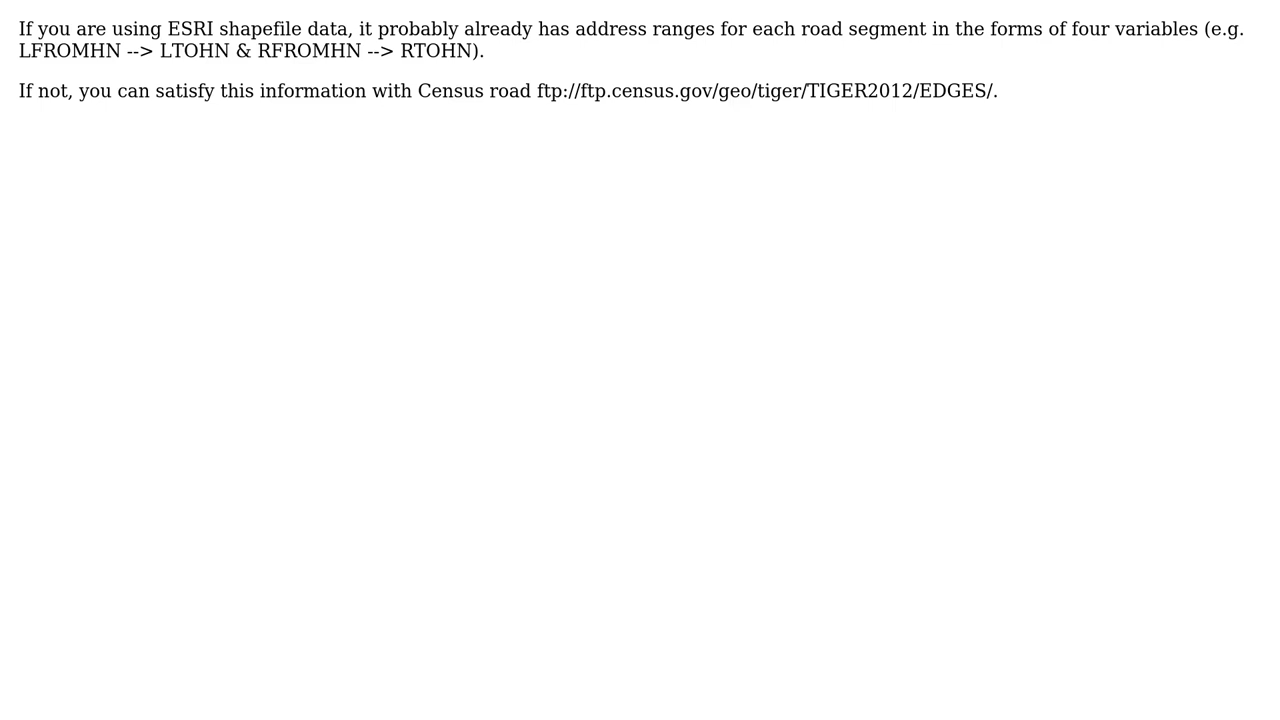 If you are using ESRI shapefile data, it probably already has address ranges for each road segment in the forms of four variables (e.g.
LFROMHN --> LTOHN & RFROMHN --> RTOHN).
If not, you can satisfy this information with Census road ftp://ftp.census.gov/geo/tiger/TIGER2012/EDGES/.